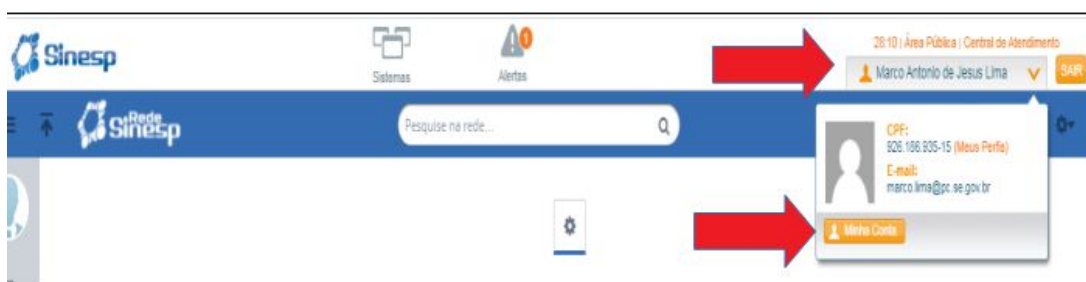 Sinesp
Sistemas
Alertas
1
28:10 | Área Pública | Central de Atendimento
Marco Antonio de Jesus Lima
SAIR
Rede
Sinesp
Pesquise na rede...
CPF:
926.186.935-15 (Meus Perfis)
E-mail:
marco.lima@pc.se.gov.br
Minha Conta